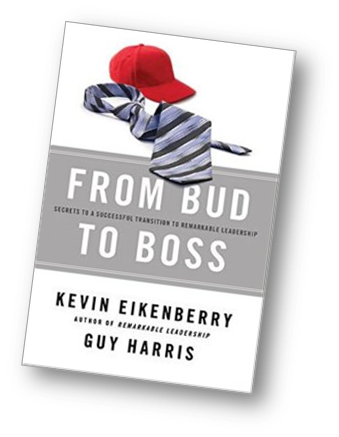 FROM BUD
SECRETS TO A SUCCESSFUL TRANSITION TO REMARKABLE LEADERSHIP
TO BOSS
KEVIN EIKENBERRY
AUTHOR OF REMARKABLE LEADERSHIP
GUY HARRIS